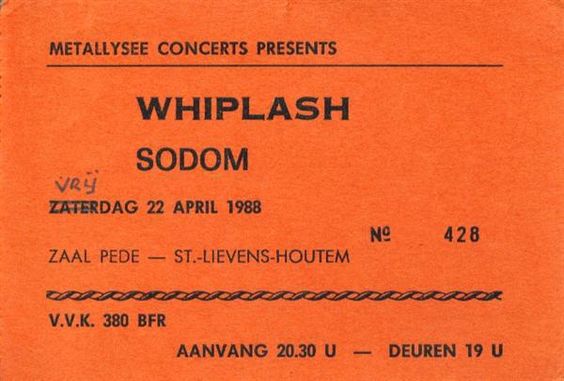 METALLYSEE CONCERTS PRESENTS
WHIPLASH
SODOM
VRIJ
ZATERDAG 22 APRIL 1988
Nº 428
ZAAL PEDE — ST.-LIEVENS-HOUTEM
V.V.K. 380 BFR
AANVANG 20.30 U — DEUREN 19 U